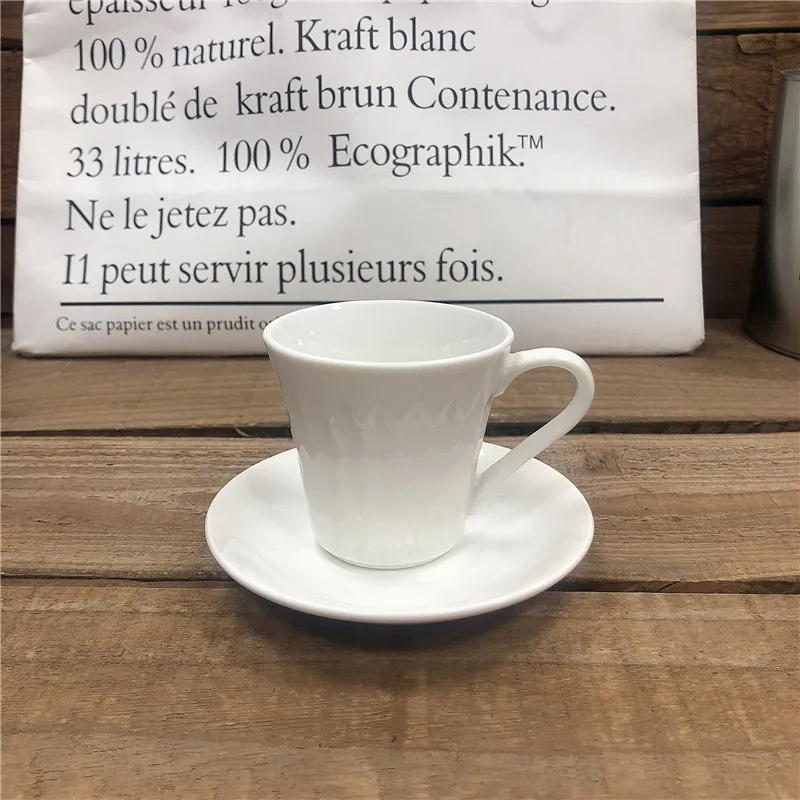 épaisseur
100 % naturel. Kraft blanc
doublé de kraft brun Contenance.
33 litres. 100 % Ecographik.™
Ne le jetez pas.
I1 peut servir plusieurs fois.
Ce sac papier est un prudit